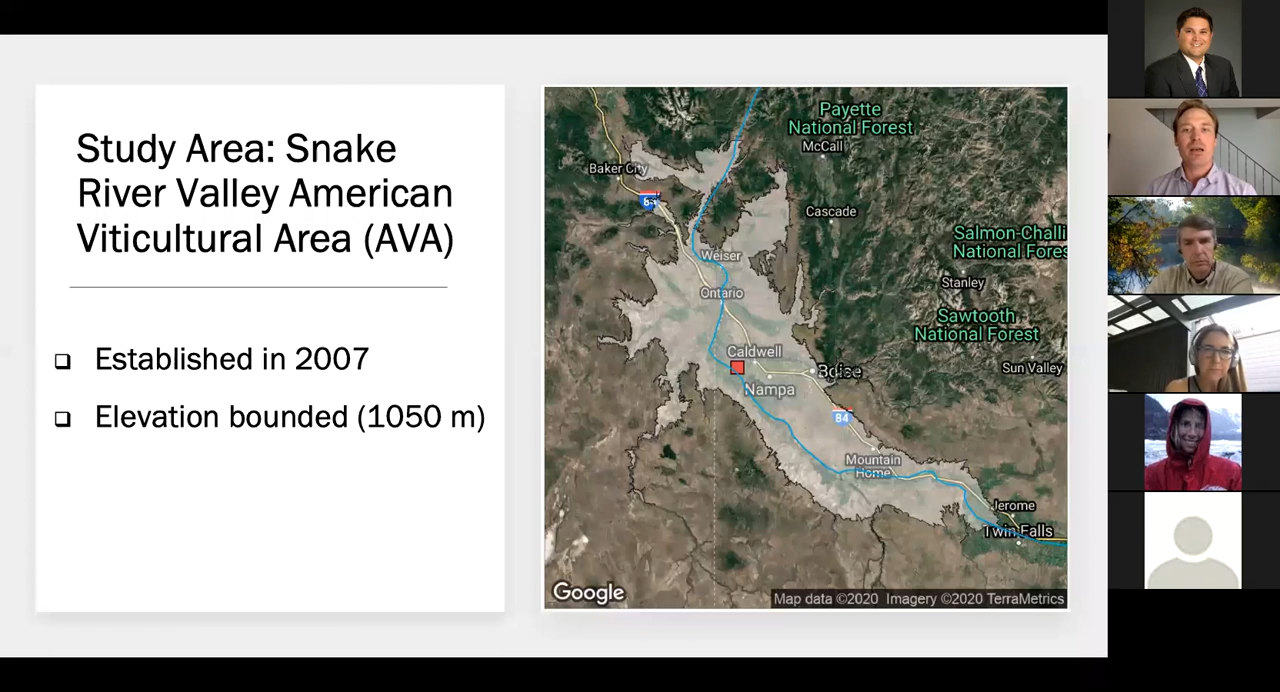 Study Area: Snake
River Valley American
Viticultural Area (AVA)
Established in 2007
Elevation bounded (1050 m)
Payette
National Forest
McCall
Baker City
84
Cascade
Salmon-Challi
National Fores
Weiser
Stanley
Ontario
Sawtooth
National Forest
Caldwell
Boise
Sun Valley
Nampa
84
Mountain
Home
Jerome
Twin Falls
Google
Map data ©2020 Imagery ©2020 TerraMetrics